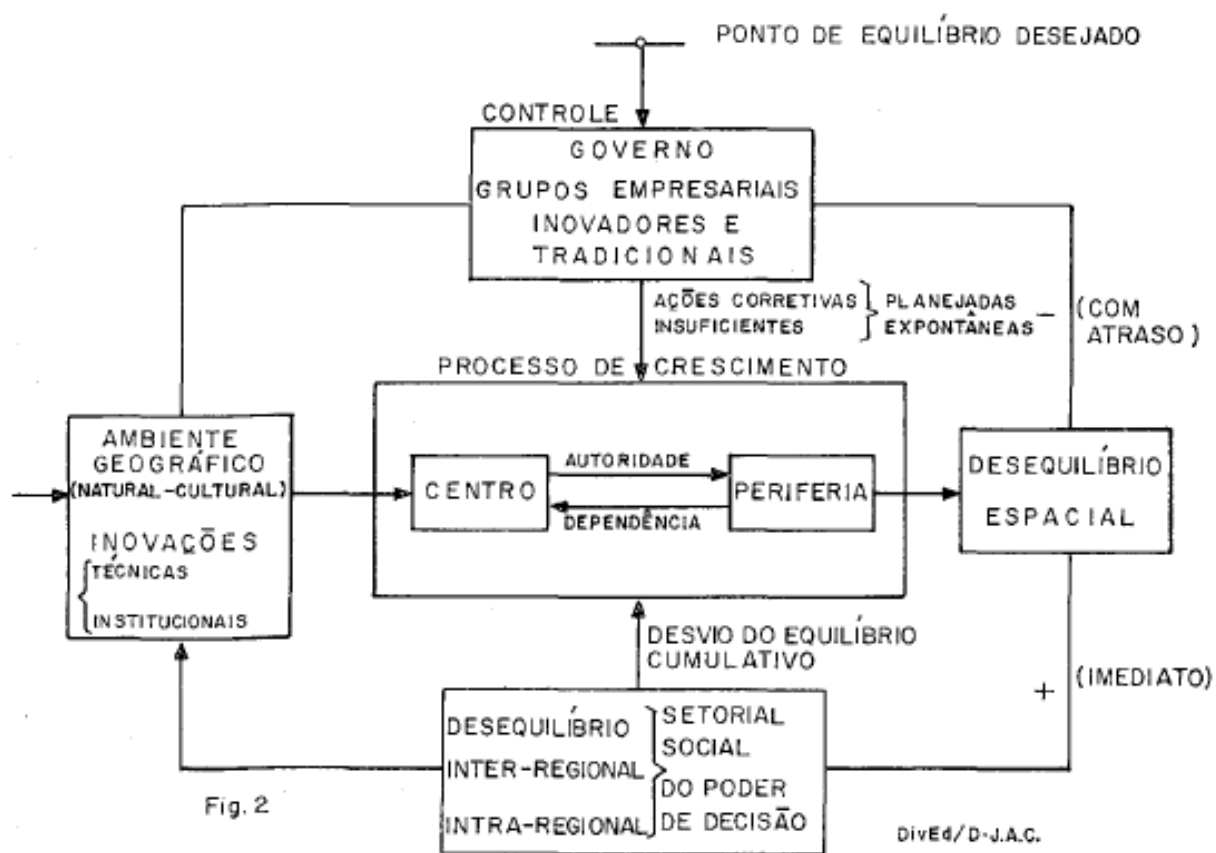 PONTO DE EQUILÍBRIO DESEJADO
CONTROLE
GOVERNO
GRUPOS EMPRESARIAIS
INOVADORES E
TRADICIONAIS
AÇÕES CORRETIVAS
INSUFICIENTES
PLANEJADAS
EXPONTÂNEAS
−
(COM
ATRASO)
PROCESSO DE CRESCIMENTO
AMBIENTE
GEOGRÁFICO
(NATURAL-CULTURAL)
INOVAÇÕES
TÉCNICAS
INSTITUCIONAIS
CENTRO
AUTORIDADE
DEPENDÊNCIA
PERIFERIA
DESEQUILÍBRIO
ESPACIAL
DESVIO DO EQUILÍBRIO
CUMULATIVO
+
(IMEDIATO)
DESEQUILÍBRIO
INTER-REGIONAL
INTRA-REGIONAL
SETORIAL
SOCIAL
DO PODER
DE DECISÃO
Fig. 2
DivEd/D-J.A.C.